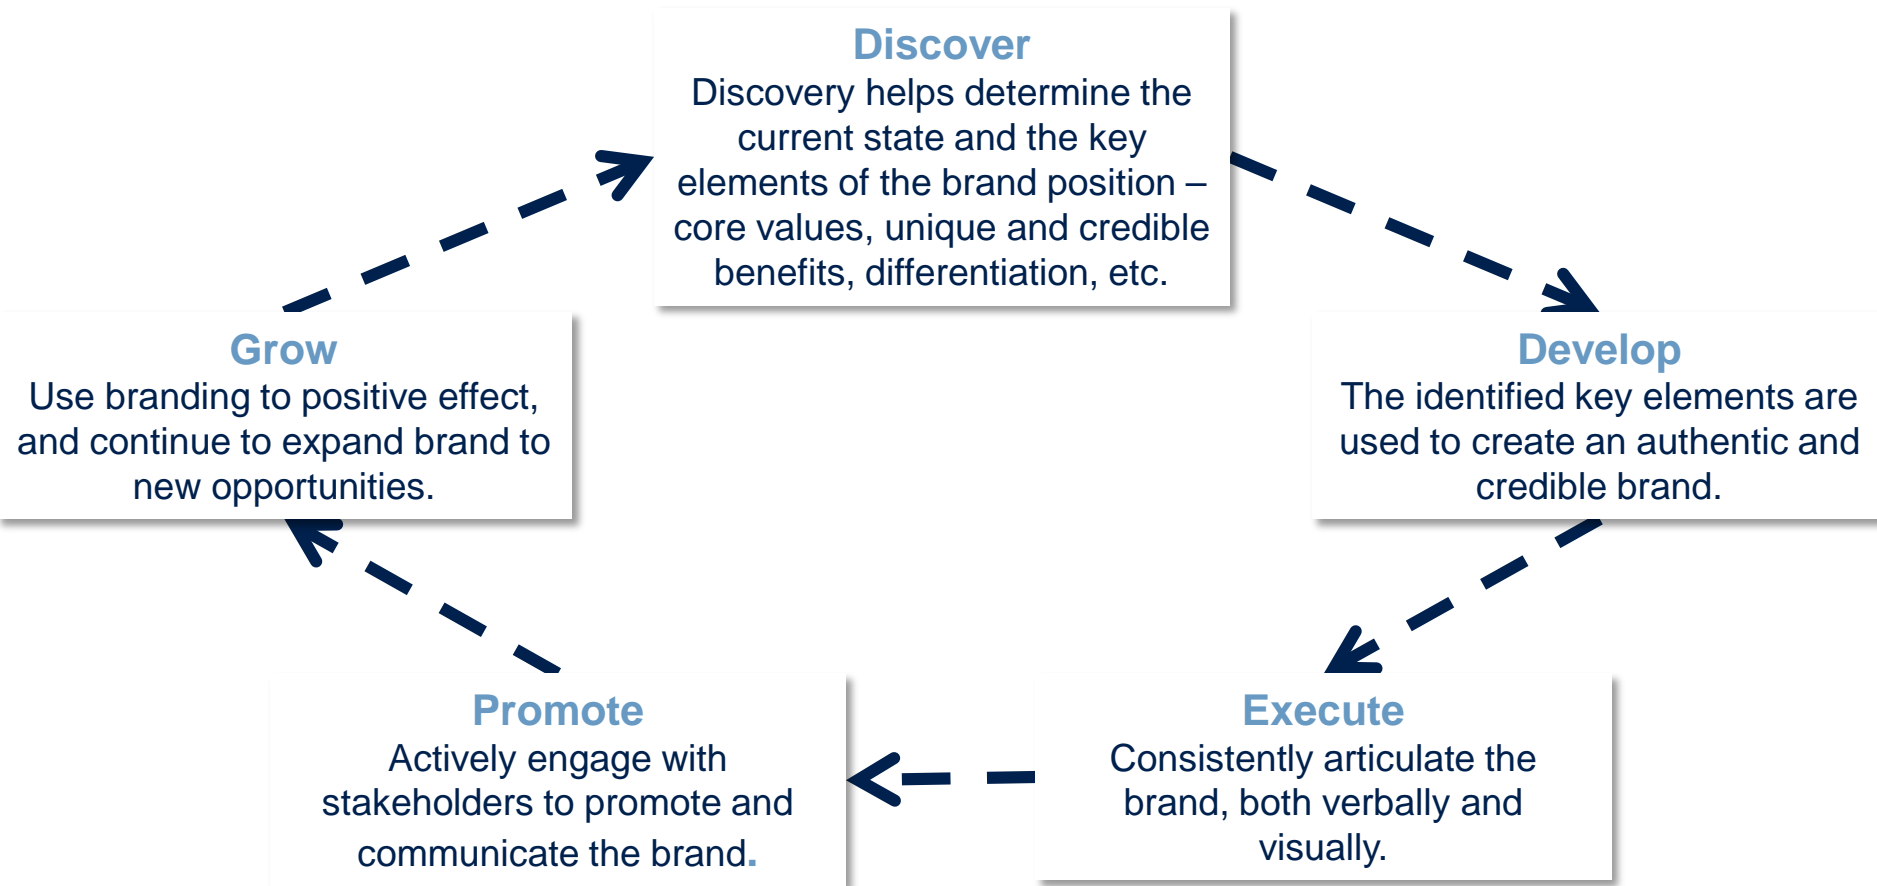 Discover
Discovery helps determine the
current state and the key
elements of the brand position –
core values, unique and credible
benefits, differentiation, etc.
Develop
The identified key elements are
used to create an authentic and
credible brand.
Execute
Consistently articulate the
brand, both verbally and
visually.
Promote
Actively engage with
stakeholders to promote and
communicate the brand.
Grow
Use branding to positive effect,
and continue to expand brand to
new opportunities.